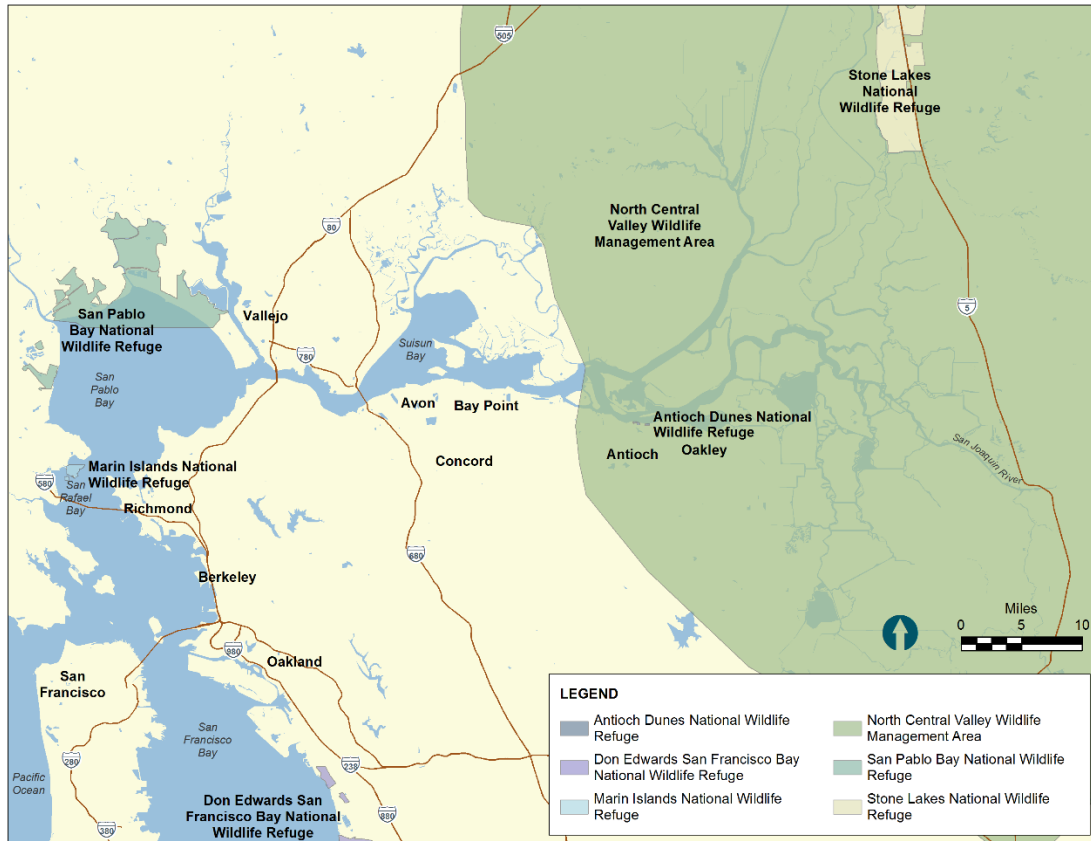 505
Stone Lakes
National
Wildlife Refuge
80
North Central
Valley Wildlife
Management Area
5
San Pablo
Bay National
Wildlife Refuge
Vallejo
780
Suisun
Bay
San
Pablo
Bay
Avon
Bay Point
Antioch Dunes National
Wildlife Refuge
Oakley
Antioch
San Joaquin River
Concord
Marin Islands National
Wildlife Refuge
580
San
Rafael
Bay
Richmond
680
Berkeley
Miles
0 5 10
980
Oakland
San
Francisco
San
Francisco
Bay
280
238
Pacific
Ocean
Don Edwards San
Francisco Bay National
Wildlife Refuge
380
880
LEGEND
Antioch Dunes National Wildlife
Refuge
Don Edwards San Francisco Bay
National Wildlife Refuge
Marin Islands National Wildlife
Refuge
North Central Valley Wildlife
Management Area
San Pablo Bay National Wildlife
Refuge
Stone Lakes National Wildlife
Refuge